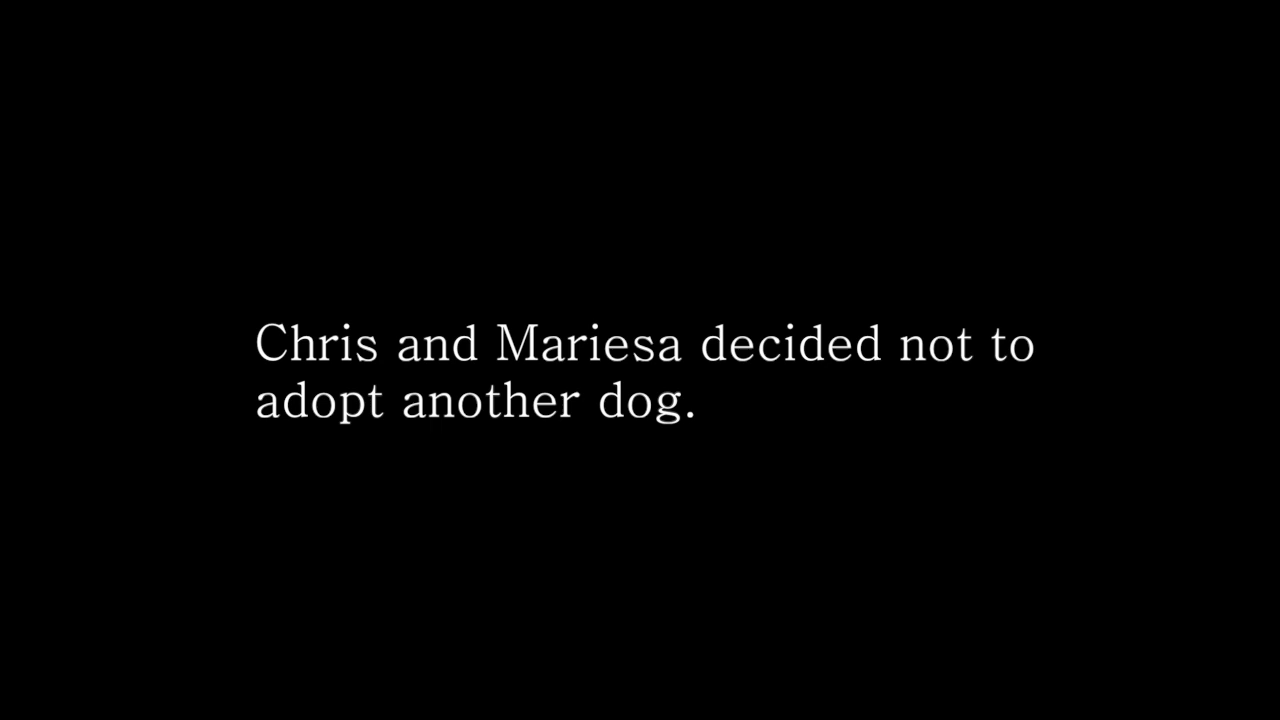 Chris and Mariesa decided not to
adopt another dog.